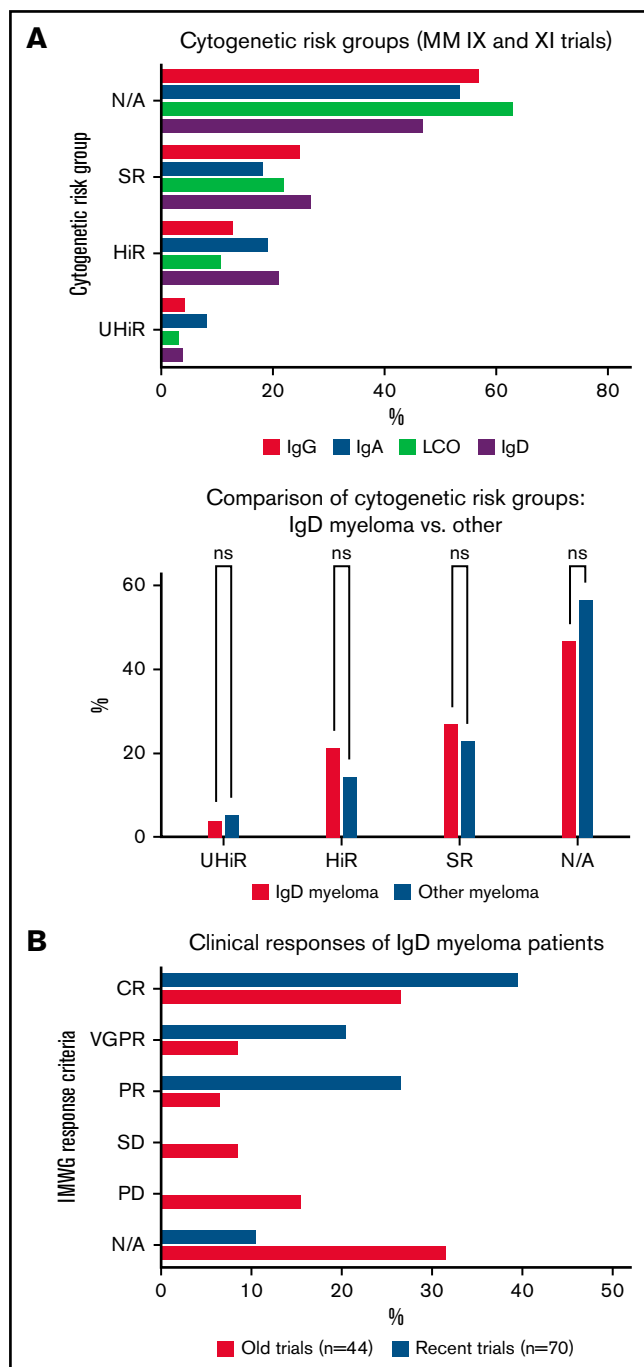 A
Cytogenetic risk groups (MM IX and XI trials)
Cytogenetic risk group
N/A
SR
HiR
UHiR
0 20 40 60 80
%
IgG IgA LCO IgD
Comparison of cytogenetic risk groups:
IgD myeloma vs. other
ns ns ns ns
%
60
40
20
0
UHiR HiR SR N/A
IgD myeloma Other myeloma
B
Clinical responses of IgD myeloma patients
IMWG response criteria
CR
VGPR
PR
SD
PD
N/A
0 10 20 30 40 50
%
Old trials (n=44) Recent trials (n=70)